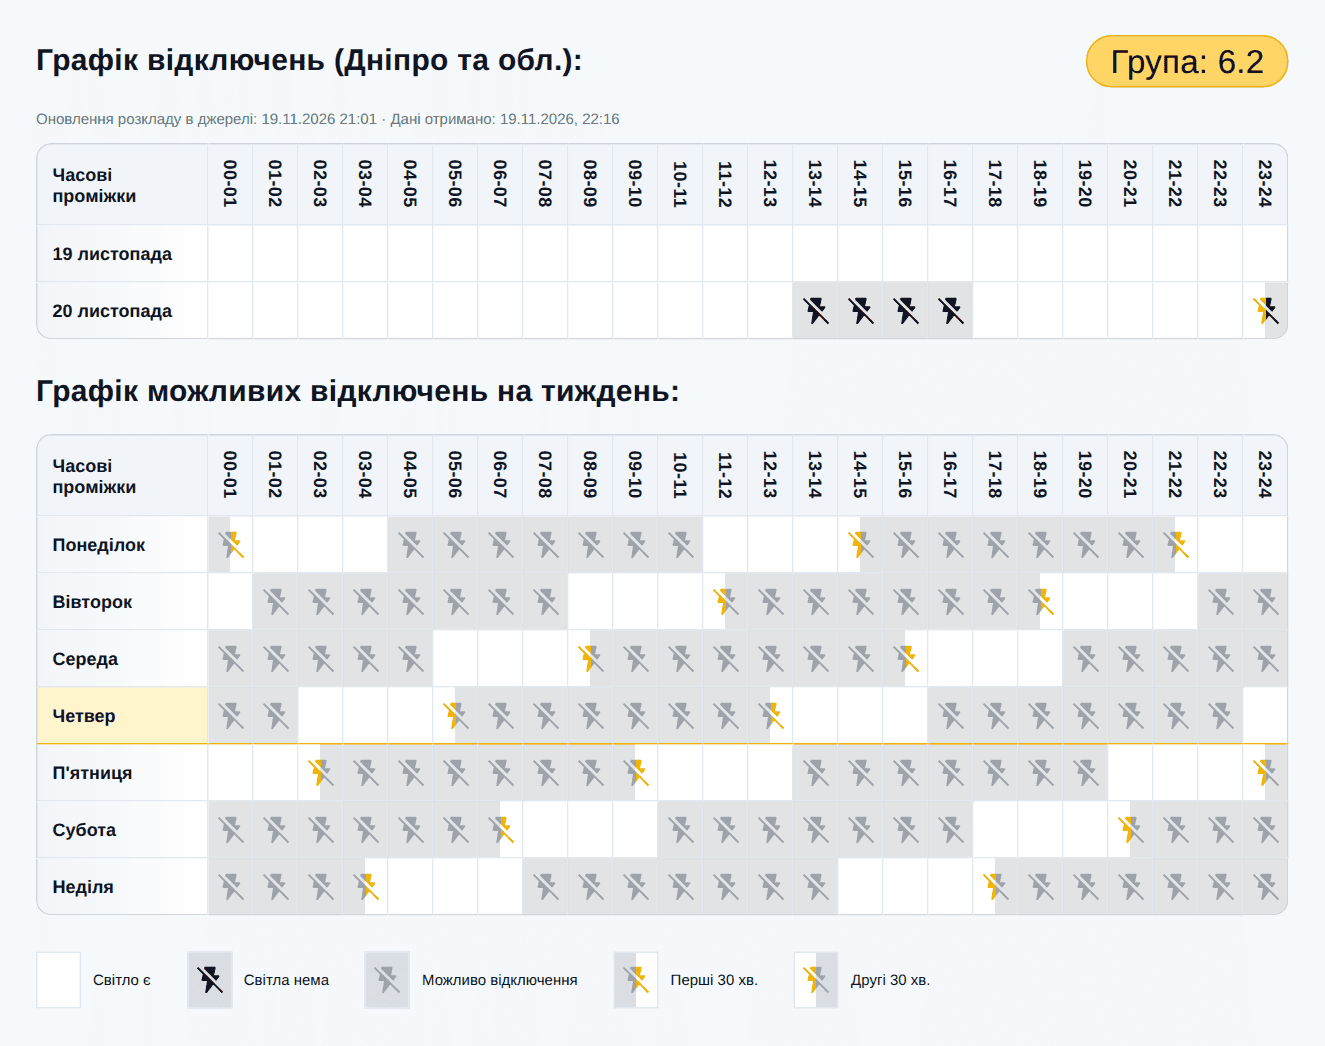 Графік відключень (Дніпро та обл.):
Група: 6.2
Оновлення розкладу в джерелі: 19.11.2026 21:01 · Дані отримано: 19.11.2026, 22:16
Часові проміжки 00-01 01-02 02-03 03-04 04-05 05-06 06-07 07-08 08-09 09-10 10-11 11-12 12-13 13-14 14-15 15-16 16-17 17-18 18-19 19-20 20-21 21-22 22-23 23-24
19 листопада
20 листопада
Графік можливих відключень на тиждень:
Часові проміжки 00-01 01-02 02-03 03-04 04-05 05-06 06-07 07-08 08-09 09-10 10-11 11-12 12-13 13-14 14-15 15-16 16-17 17-18 18-19 19-20 20-21 21-22 22-23 23-24
Понеділок
Вівторок
Середа
Четвер
П'ятниця
Субота
Неділя
Світло є Світла нема Можливо відключення Перші 30 хв. Другі 30 хв.